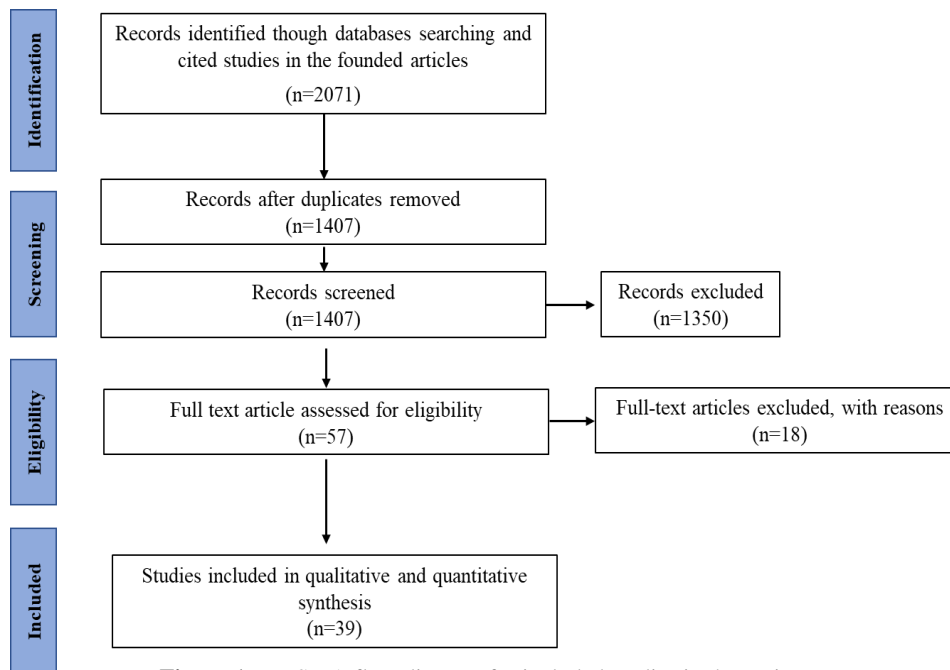 Identification
Records identified though databases searching and
cited studies in the founded articles
(n=2071)
Screening
Records after duplicates removed
(n=1407)
Records screened
(n=1407)
Records excluded
(n=1350)
Eligibility
Full text article assessed for eligibility
(n=57)
Full-text articles excluded, with reasons
(n=18)
Included
Studies included in qualitative and quantitative
synthesis
(n=39)